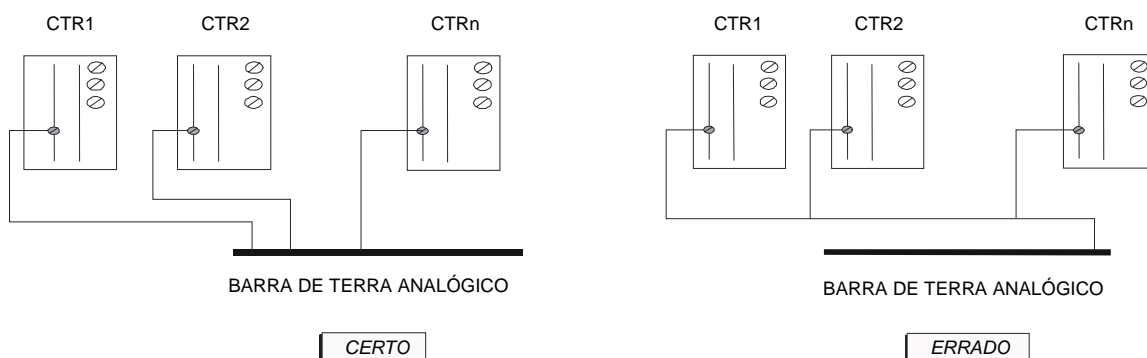 CTR1 CTR2 CTRn
CTR1 CTR2 CTRn
BARRA DE TERRA ANALÓGICO
BARRA DE TERRA ANALÓGICO
CERTO
ERRADO